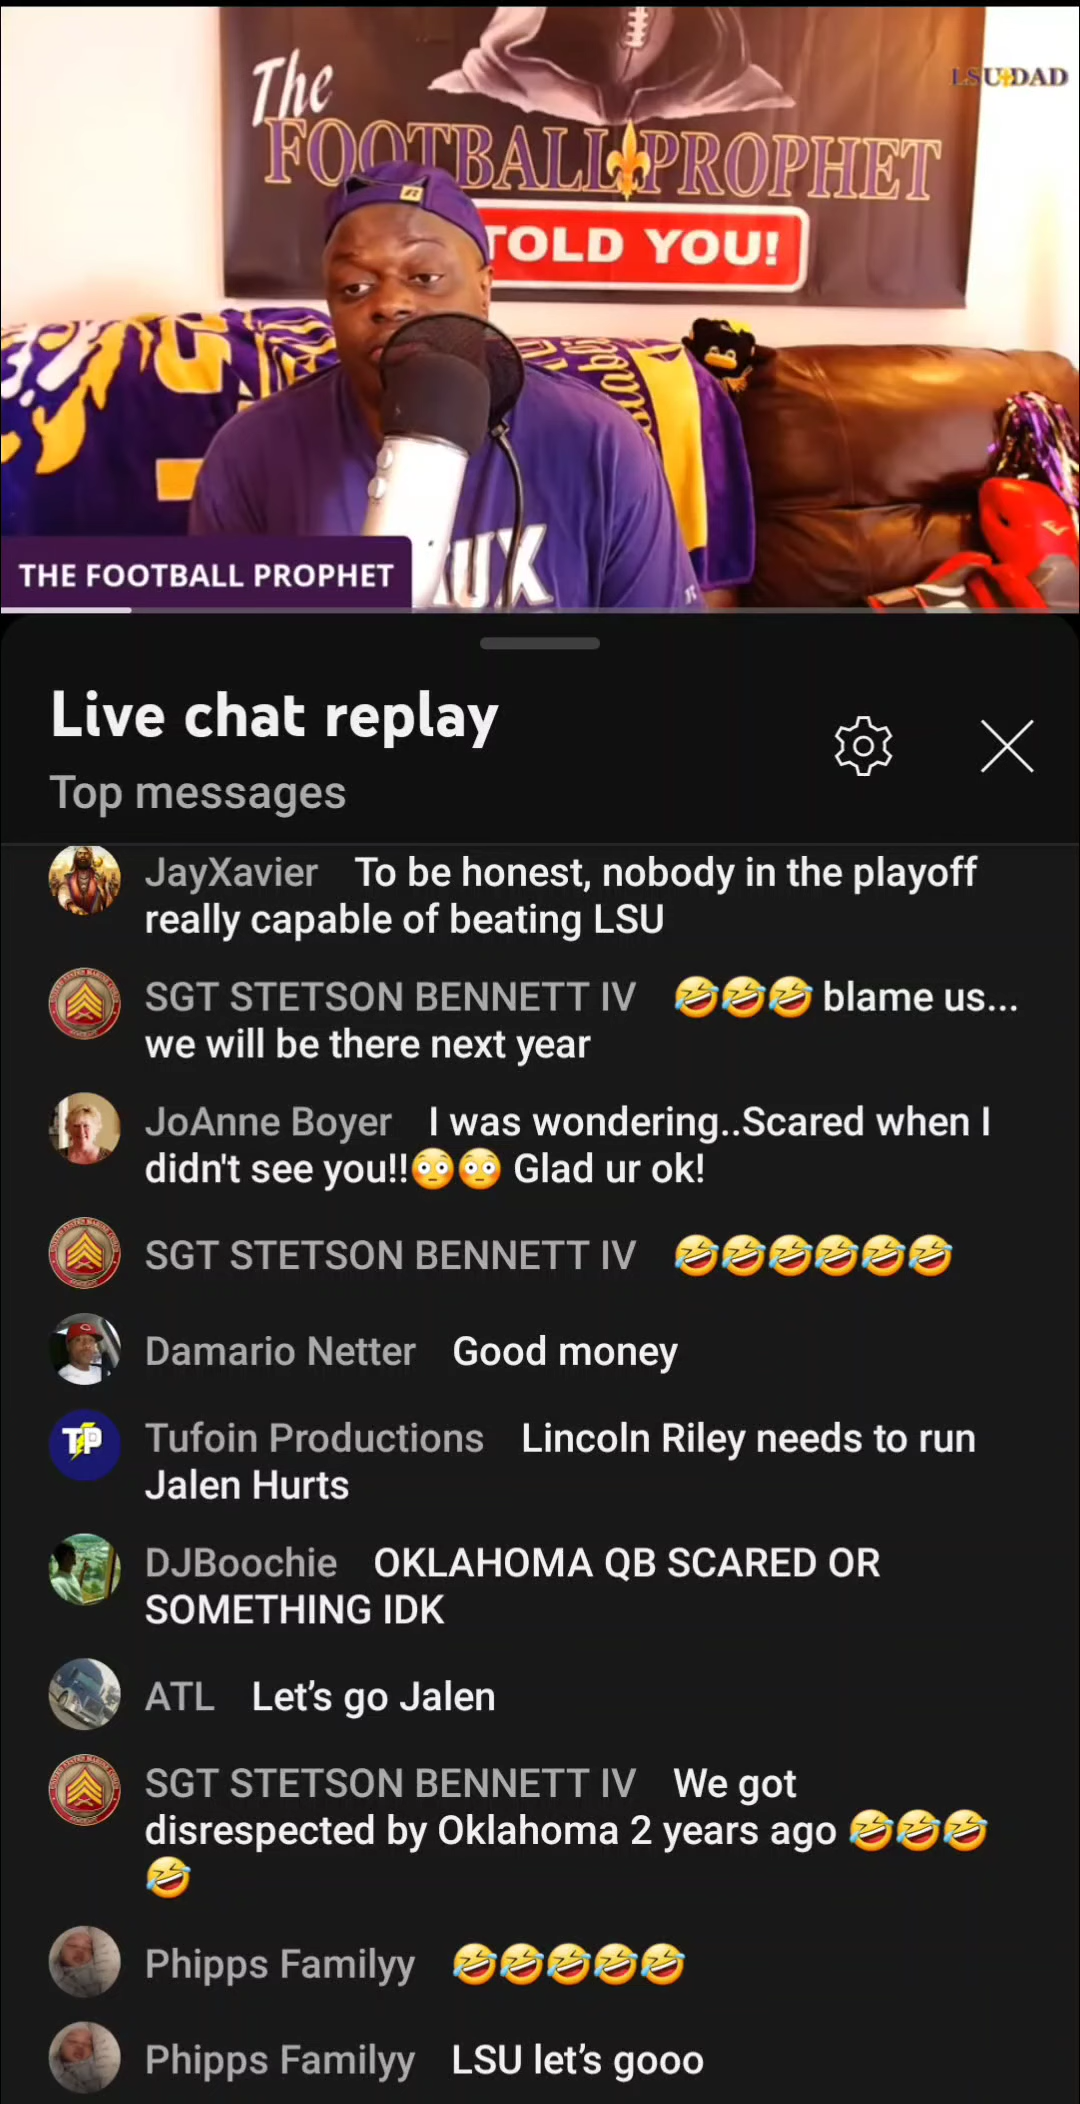 The
LSU⚜DAD
FOOTBALL⚜PROPHET
TOLD YOU!
UX
THE FOOTBALL PROPHET
Live chat replay
Top messages
JayXavier To be honest, nobody in the playoff
really capable of beating LSU
SGT STETSON BENNETT IV 🤣🤣🤣 blame us...
we will be there next year
JoAnne Boyer I was wondering..Scared when I
didn't see you!!😳😳 Glad ur ok!
SGT STETSON BENNETT IV 🤣🤣🤣🤣🤣🤣
Damario Netter Good money
TP
Tufoin Productions Lincoln Riley needs to run
Jalen Hurts
DJBoochie OKLAHOMA QB SCARED OR
SOMETHING IDK
ATL Let’s go Jalen
SGT STETSON BENNETT IV We got
disrespected by Oklahoma 2 years ago 🤣🤣🤣
🤣
Phipps Familyy 🤣🤣🤣🤣🤣
Phipps Familyy LSU let’s gooo